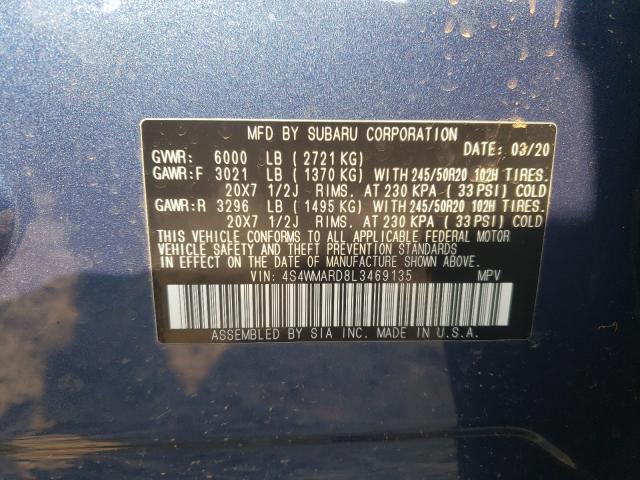 MFD BY SUBARU CORPORATION DATE: 03/20
GVWR: 6000 LB ( 2721 KG)
GAWR:F 3021 LB ( 1370 KG) WITH 245/50R20 102H TIRES.
20X7 1/2J RIMS. AT 230 KPA ( 33 PSI) COLD
GAWR:R 3296 LB ( 1495 KG) WITH 245/50R20 102H TIRES.
20X7 1/2J RIMS. AT 230 KPA ( 33 PSI) COLD
THIS VEHICLE CONFORMS TO ALL APPLICABLE FEDERAL MOTOR
VEHICLE SAFETY AND THEFT PREVENTION STANDARDS
IN EFFECT ON THE DATE OF MANUFACTURE SHOWN ABOVE.
VIN: 4S4WMARD8L3469135 MPV
ASSEMBLED BY SIA INC. MADE IN U.S.A.